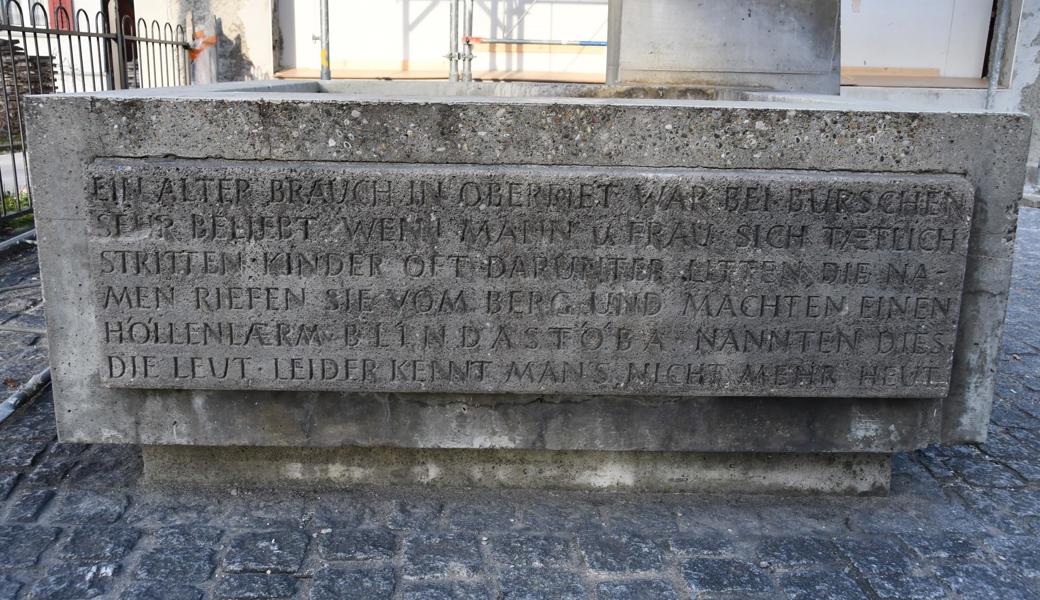 EIN ALTER BRAUCH IN OBERRIET WAR BEI BURSCHEN
SEHR BELIEBT · WENN MANN U. FRAU SICH TÆTLICH
STRITTEN · KINDER OFT DARUNTER LITTEN, DIE NA-
MEN RIEFEN SIE VOM BERG UND MACHTEN EINEN
HÖLLENLÆRM · BLINDASTÖBA · NANNTEN DIES
DIE LEUT · LEIDER KENNT MAN'S NICHT MEHR HEUT.